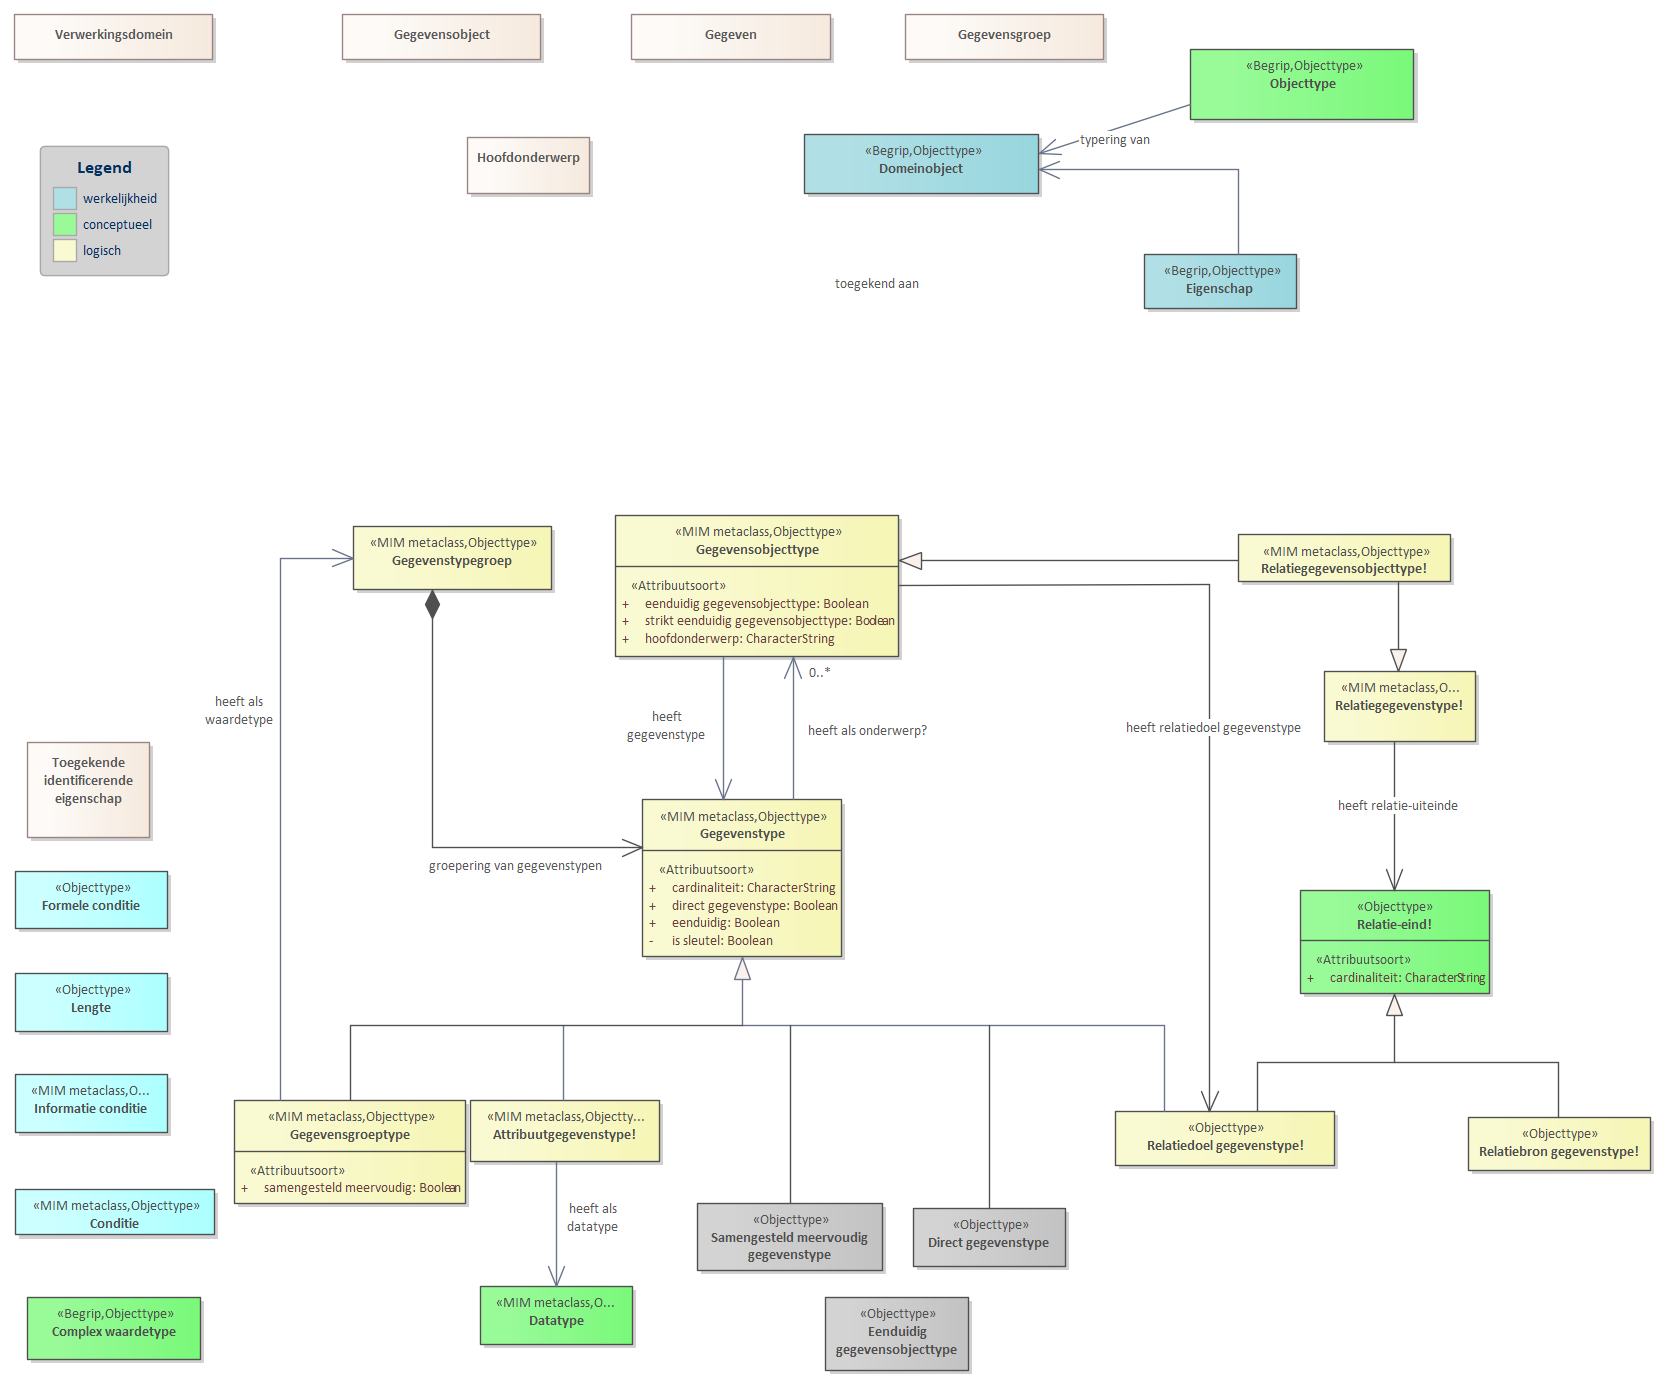 Verwerkingsdomein
Gegevensobject
Gegeven
Gegevensgroep
«Begrip,Objecttype»
Objecttype
typering van
Hoofdonderwerp
«Begrip,Objecttype»
Domeinobject
Legend
werkelijkheid
conceptueel
logisch
«Begrip,Objecttype»
Eigenschap
toegekend aan
«MIM metaclass,Objecttype»
Gegevenstypegroep
«MIM metaclass,Objecttype»
Gegevensobjecttype
«Attribuutsoort»
+ eenduidig gegevensobjecttype: Boolean
+ strikt eenduidig gegevensobjecttype: Boolean
+ hoofdonderwerp: CharacterString
«MIM metaclass,Objecttype»
Relatiegegevensobjecttype!
0..*
«MIM metaclass,O...
Relatiegegevenstype!
heeft als
waardetype
heeft
gegevenstype
heeft als onderwerp?
heeft relatiedoel gegevenstype
Toegekende
identificerende
eigenschap
heeft relatie-uiteinde
«MIM metaclass,Objecttype»
Gegevenstype
«Attribuutsoort»
+ cardinaliteit: CharacterString
+ direct gegevenstype: Boolean
+ eenduidig: Boolean
- is sleutel: Boolean
groepering van gegevenstypen
«Objecttype»
Formele conditie
«Objecttype»
Relatie-eind!
«Attribuutsoort»
+ cardinaliteit: CharacterString
«Objecttype»
Lengte
«MIM metaclass,O...
Informatie conditie
«MIM metaclass,Objecttype»
Gegevensgroeptype
«Attribuutsoort»
+ samengesteld meervoudig: Boolean
«MIM metaclass,Objectty...
Attribuutgegevenstype!
«Objecttype»
Relatiedoel gegevenstype!
«Objecttype»
Relatiebron gegevenstype!
«MIM metaclass,Objecttype»
Conditie
heeft als
datatype
«Objecttype»
Samengesteld meervoudig
gegevenstype
«Objecttype»
Direct gegevenstype
«Begrip,Objecttype»
Complex waardetype
«MIM metaclass,O...
Datatype
«Objecttype»
Eenduidig
gegevensobjecttype